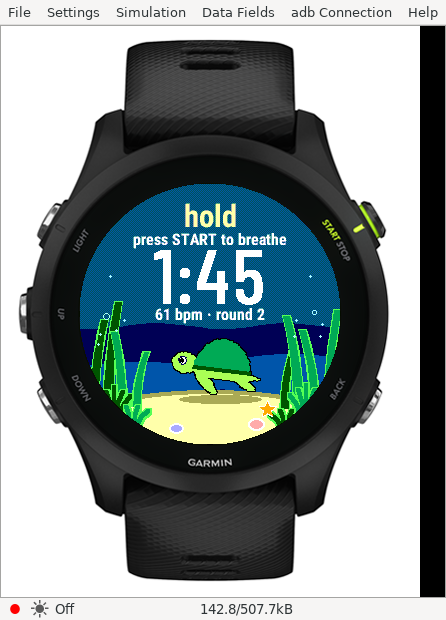 File Settings Simulation Data Fields adb Connection Help
LIGHT
START STOP
hold
press START to breathe
1:45
61 bpm · round 2
UP
DOWN
BACK
GARMIN
Off 142.8/507.7kB